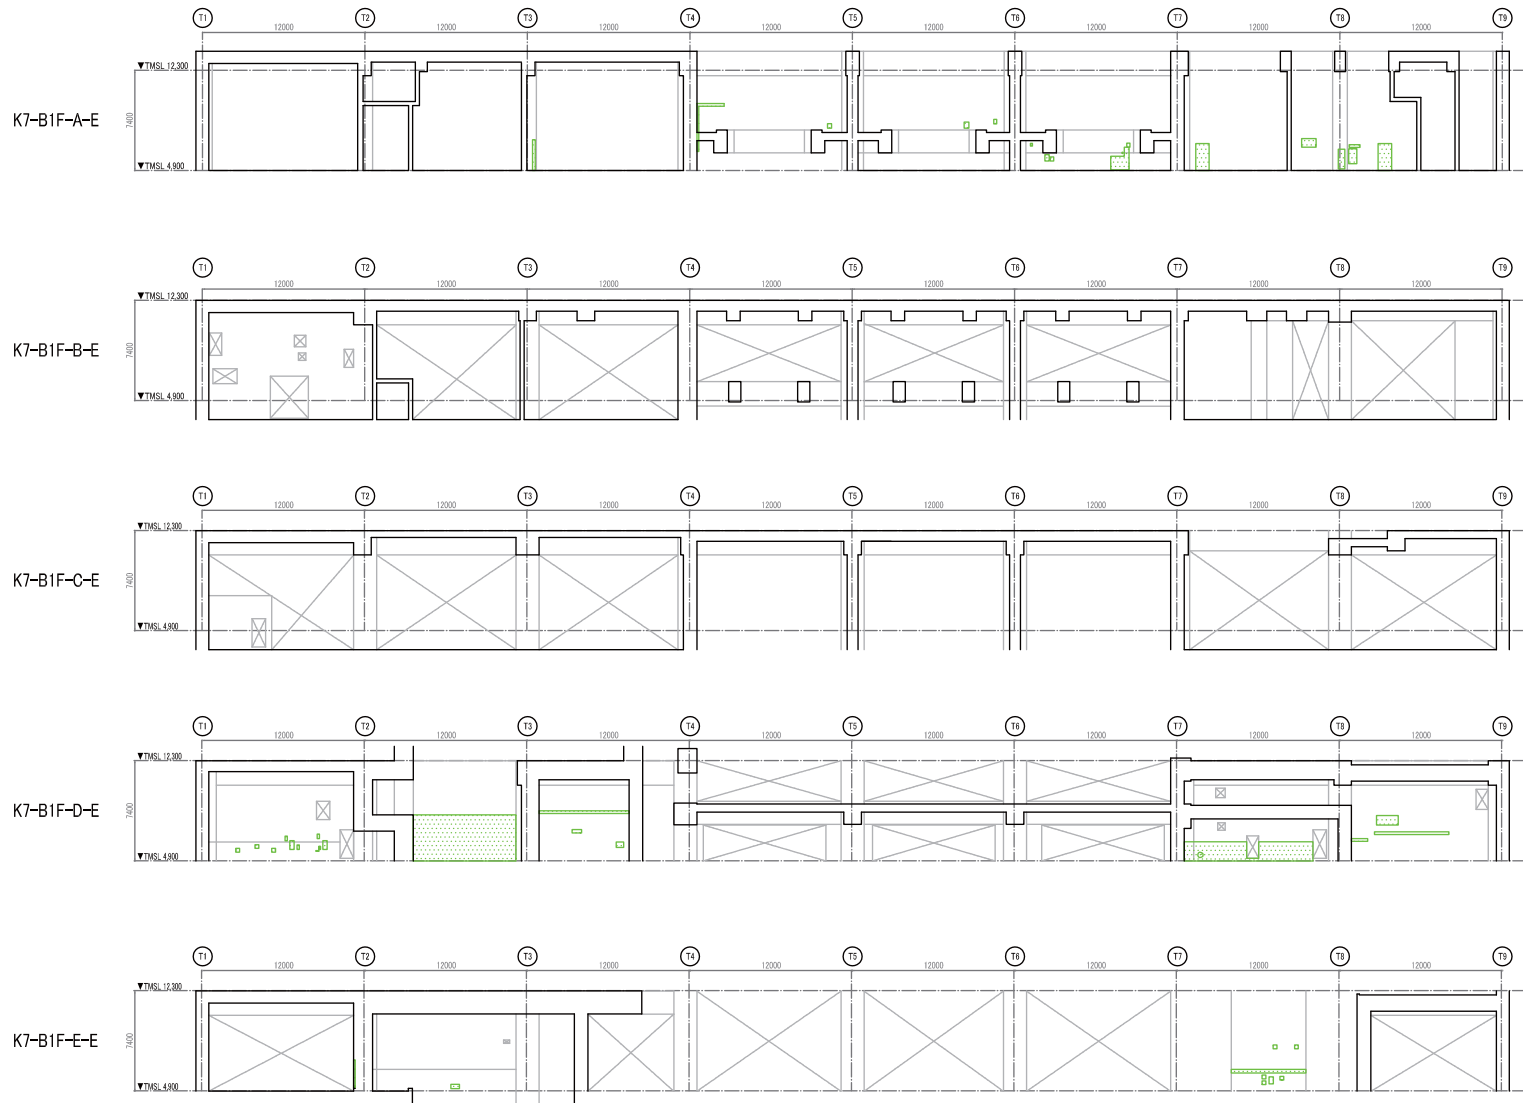 T1 T2 T3 T4 T5 T6 T7 T8 T9
12000 12000 12000 12000 12000 12000 12000 12000
▼TMSL 12,300
K7-B1F-A-E
7400
▼TMSL 4,900
T1 T2 T3 T4 T5 T6 T7 T8 T9
12000 12000 12000 12000 12000 12000 12000 12000
▼TMSL 12,300
K7-B1F-B-E
7400
▼TMSL 4,900
T1 T2 T3 T4 T5 T6 T7 T8 T9
12000 12000 12000 12000 12000 12000 12000 12000
▼TMSL 12,300
K7-B1F-C-E
7400
▼TMSL 4,900
T1 T2 T3 T4 T5 T6 T7 T8 T9
12000 12000 12000 12000 12000 12000 12000 12000
▼TMSL 12,300
K7-B1F-D-E
7400
▼TMSL 4,900
T1 T2 T3 T4 T5 T6 T7 T8 T9
12000 12000 12000 12000 12000 12000 12000 12000
▼TMSL 12,300
K7-B1F-E-E
7400
▼TMSL 4,900